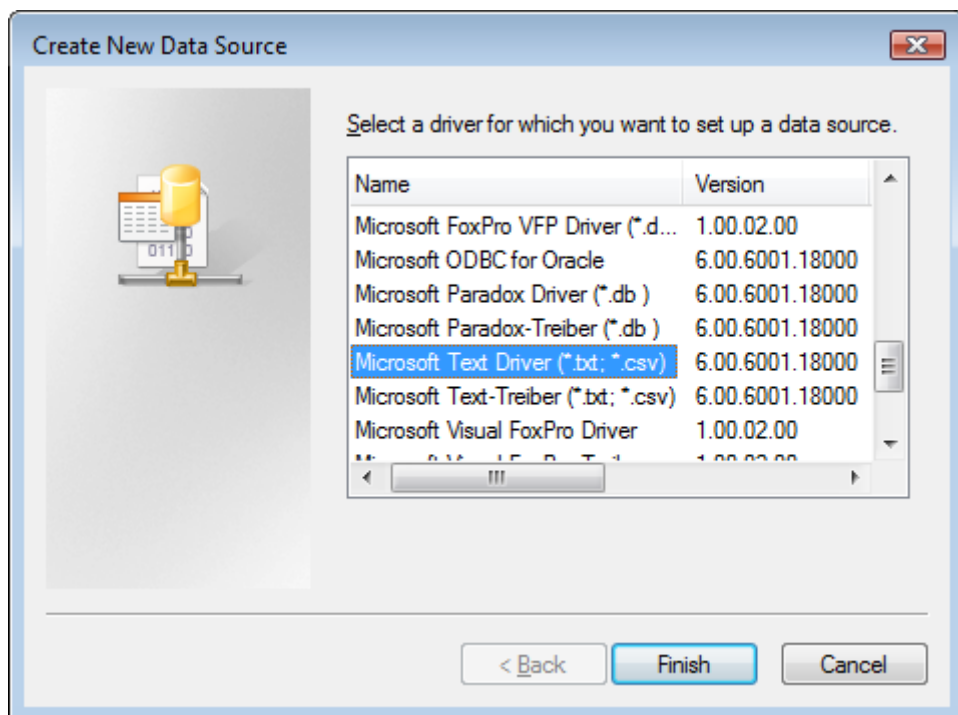 Create New Data Source
Select a driver for which you want to set up a data source.
Name Version
Microsoft FoxPro VFP Driver (*.d... 1.00.02.00
Microsoft ODBC for Oracle 6.00.6001.18000
Microsoft Paradox Driver (*.db ) 6.00.6001.18000
Microsoft Paradox-Treiber (*.db ) 6.00.6001.18000
Microsoft Text Driver (*.txt; *.csv) 6.00.6001.18000
Microsoft Text-Treiber (*.txt; *.csv) 6.00.6001.18000
Microsoft Visual FoxPro Driver 1.00.02.00
< Back Finish Cancel